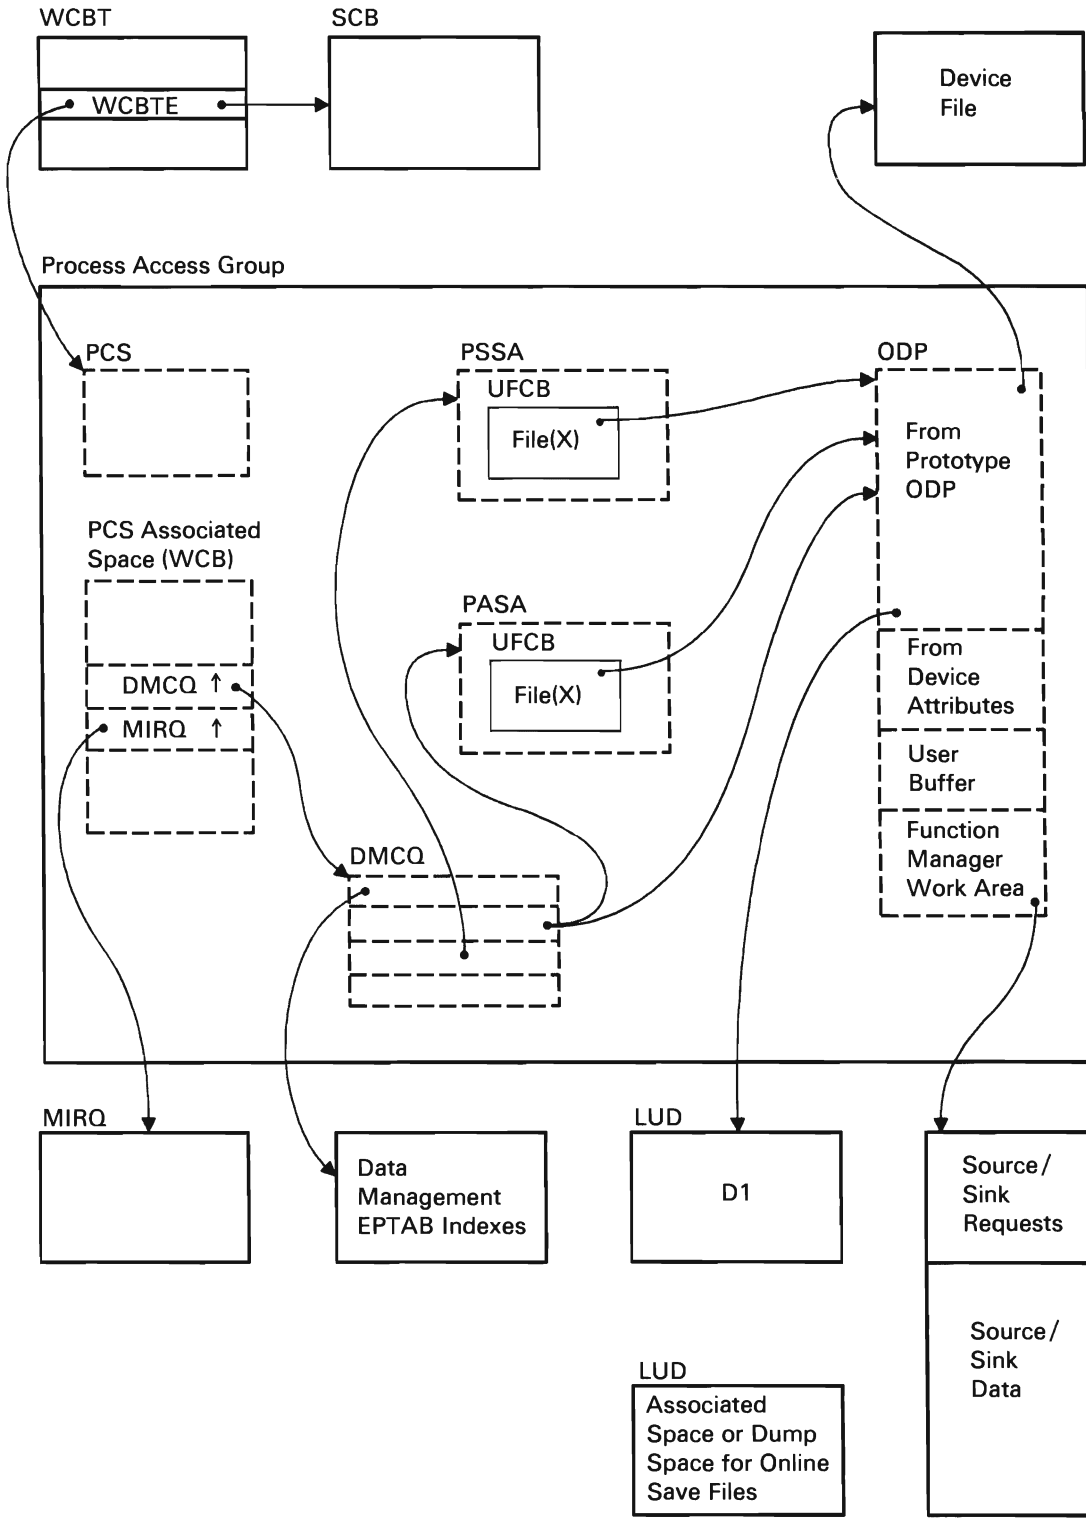 WCBT
SCB
WCBTE
Device
File
Process Access Group
PCS
PSSA
ODP
UFCB
File(X)
From
Prototype
ODP
PCS Associated
Space (WCB)
PASA
UFCB
File(X)
From
Device
Attributes
DMCQ ↑
MIRQ ↑
User
Buffer
Function
Manager
Work Area
DMCQ
MIRQ
LUD
Data
Management
EPTAB Indexes
D1
Source/
Sink
Requests
Source/
Sink
Data
LUD
Associated
Space or Dump
Space for Online
Save Files